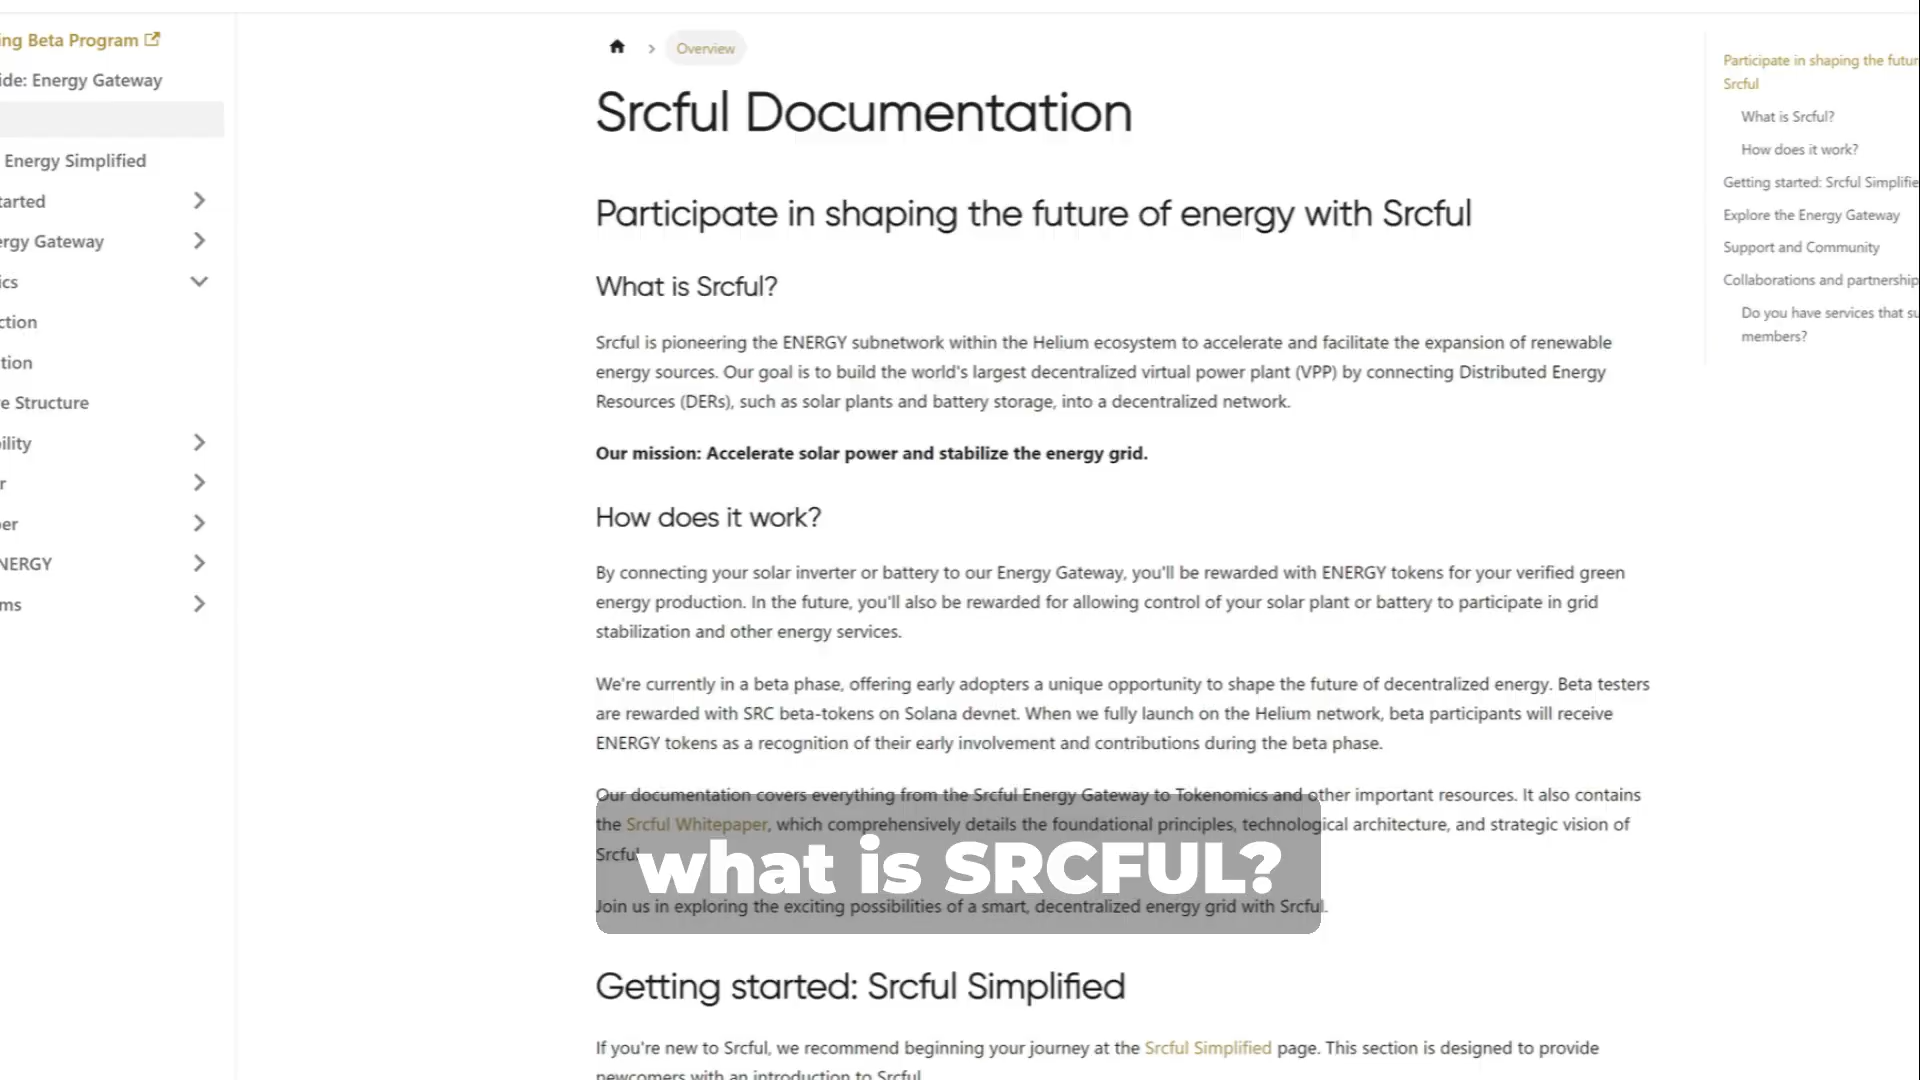 ing Beta Program
ide: Energy Gateway
Energy Simplified
tarted
ergy Gateway
ics
ction
tion
e Structure
ility
r
er
NERGY
ms
Overview
Srcful Documentation
Participate in shaping the future of energy with Srcful
What is Srcful?
Srcful is pioneering the ENERGY subnetwork within the Helium ecosystem to accelerate and facilitate the expansion of renewable
energy sources. Our goal is to build the world's largest decentralized virtual power plant (VPP) by connecting Distributed Energy
Resources (DERs), such as solar plants and battery storage, into a decentralized network.
Our mission: Accelerate solar power and stabilize the energy grid.
How does it work?
By connecting your solar inverter or battery to our Energy Gateway, you'll be rewarded with ENERGY tokens for your verified green
energy production. In the future, you'll also be rewarded for allowing control of your solar plant or battery to participate in grid
stabilization and other energy services.
We're currently in a beta phase, offering early adopters a unique opportunity to shape the future of decentralized energy. Beta testers
are rewarded with SRC beta-tokens on Solana devnet. When we fully launch on the Helium network, beta participants will receive
ENERGY tokens as a recognition of their early involvement and contributions during the beta phase.
Our documentation covers everything from the Srcful Energy Gateway to Tokenomics and other important resources. It also contains
the Srcful Whitepaper, which comprehensively details the foundational principles, technological architecture, and strategic vision of
Srcful
what is SRCFUL?
Join us in exploring the exciting possibilities of a smart, decentralized energy grid with Srcful.
Getting started: Srcful Simplified
If you're new to Srcful, we recommend beginning your journey at the Srcful Simplified page. This section is designed to provide
newcomers with an introduction to Srcful
Participate in shaping the futur
Srcful
What is Srcful?
How does it work?
Getting started: Srcful Simplifie
Explore the Energy Gateway
Support and Community
Collaborations and partnership
Do you have services that su
members?